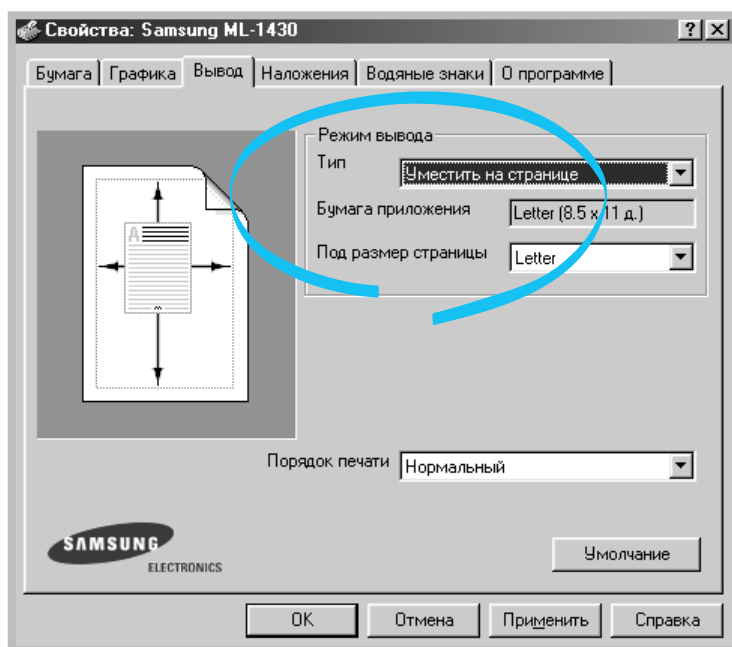 Свойства: Samsung ML-1430
Бумага Графика Вывод Наложения Водяные знаки О программе
Режим вывода
Тип Уместить на странице
Бумага приложения Letter (8.5 x 11 д.)
Под размер страницы Letter
A
Порядок печати Нормальный
SAMSUNG
ELECTRONICS
Умолчание
OK Отмена Применить Справка